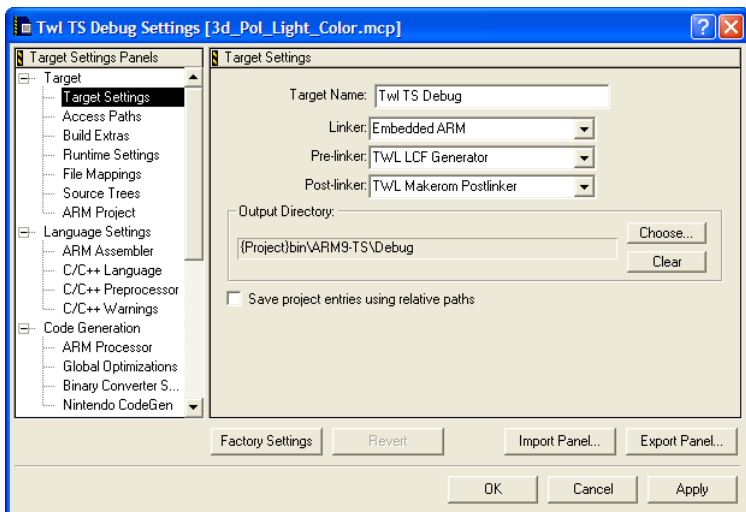 Twl TS Debug Settings [3d_Pol_Light_Color.mcp]
Target Settings Panels
Target
Target Settings
Access Paths
Build Extras
Runtime Settings
File Mappings
Source Trees
ARM Project
Language Settings
ARM Assembler
C/C++ Language
C/C++ Preprocessor
C/C++ Warnings
Code Generation
ARM Processor
Global Optimizations
Binary Converter S...
Nintendo CodeGen
Target Settings
Target Name: Twl TS Debug
Linker: Embedded ARM
Pre-linker: TWL LCF Generator
Post-linker: TWL Makerom Postlinker
Output Directory:
{Project}bin\ARM9-TS\Debug
Choose...
Clear
Save project entries using relative paths
Factory Settings
Revert
Import Panel...
Export Panel...
OK
Cancel
Apply